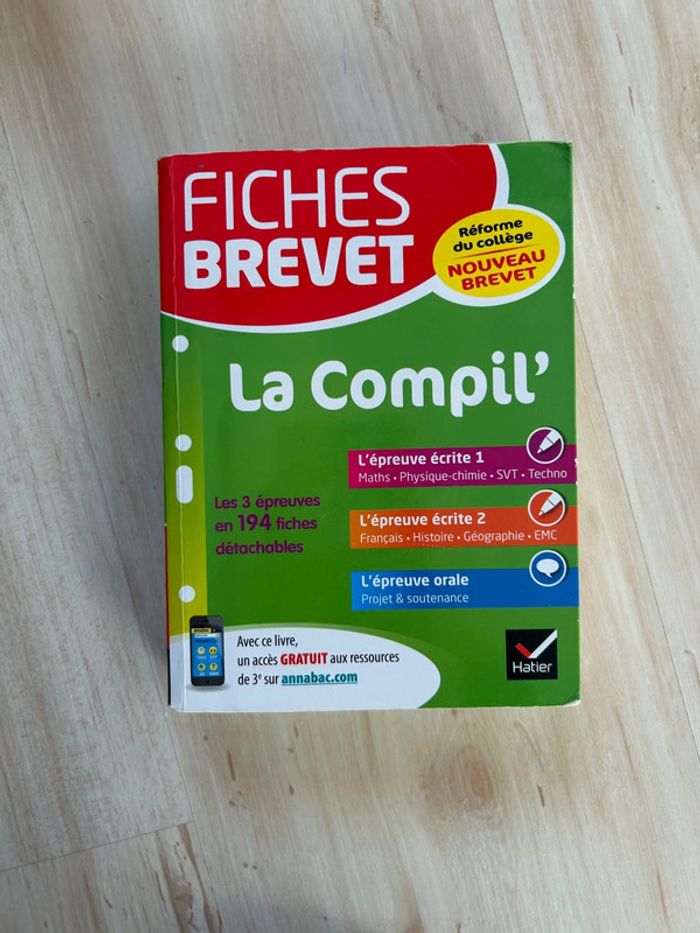 FICHES
BREVET
Réforme
du collège
NOUVEAU
BREVET
La Compil'
L'épreuve écrite 1
Maths • Physique-chimie • SVT • Techno
Les 3 épreuves
en 194 fiches
détachables
L'épreuve écrite 2
Français • Histoire • Géographie • EMC
L'épreuve orale
Projet & soutenance
Avec ce livre,
un accès GRATUIT aux ressources
de 3e sur annabac.com
Hatier